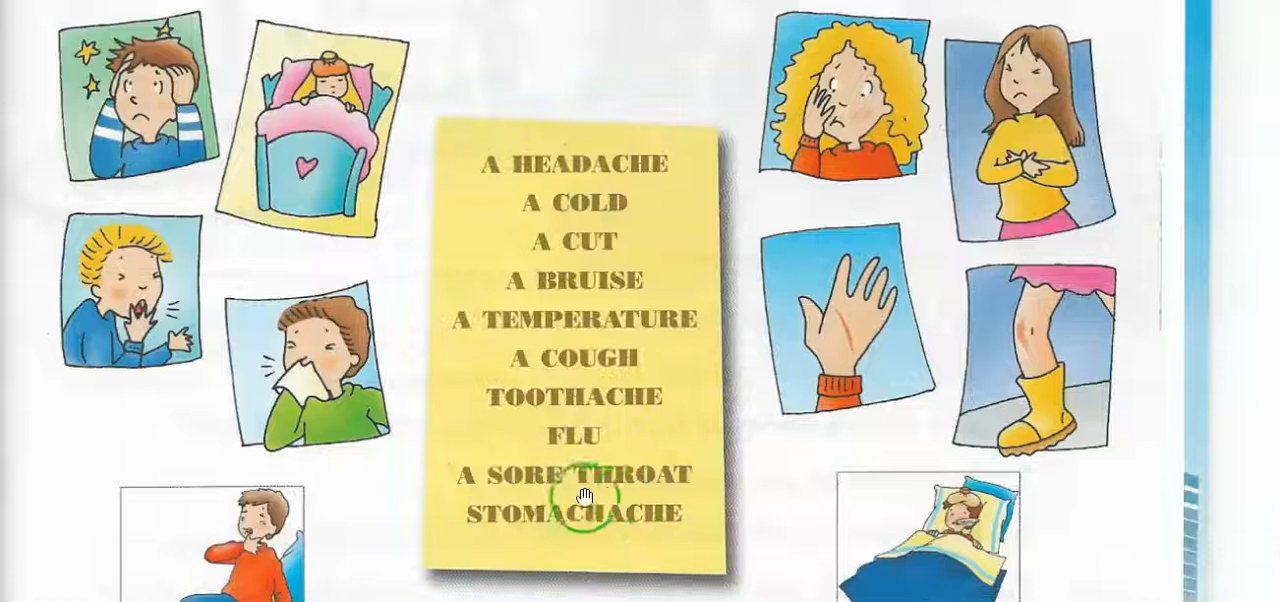 A HEADACHE
A COLD
A CUT
A BRUISE
A TEMPERATURE
A COUGH
TOOTHACHE
FLU
A SORE THROAT
STOMACHACHE